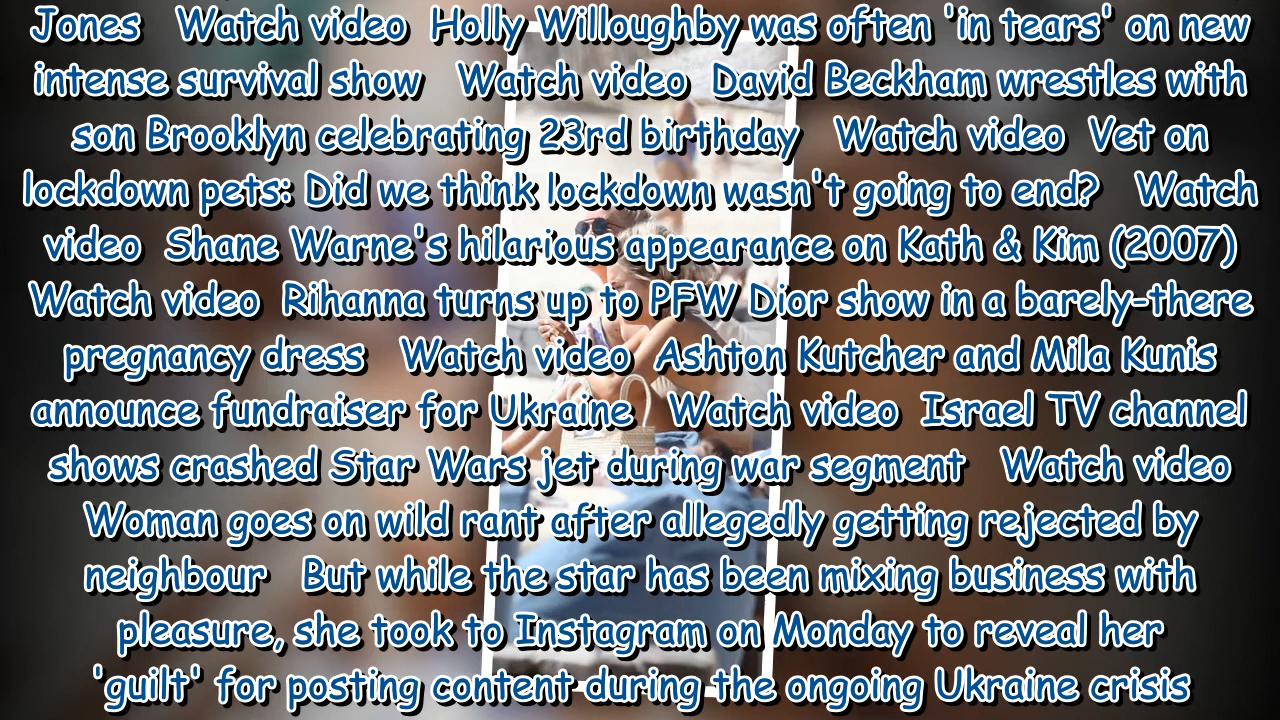 Jones   Watch video  Holly Willoughby was often 'in tears' on new
intense survival show   Watch video  David Beckham wrestles with
son Brooklyn celebrating 23rd birthday   Watch video  Vet on
lockdown pets: Did we think lockdown wasn't going to end?   Watch
video  Shane Warne's hilarious appearance on Kath & Kim (2007)
Watch video  Rihanna turns up to PFW Dior show in a barely-there
pregnancy dress   Watch video  Ashton Kutcher and Mila Kunis
announce fundraiser for Ukraine   Watch video  Israel TV channel
shows crashed Star Wars jet during war segment   Watch video
Woman goes on wild rant after allegedly getting rejected by
neighbour   But while the star has been mixing business with
pleasure, she took to Instagram on Monday to reveal her
'guilt' for posting content during the ongoing Ukraine crisis